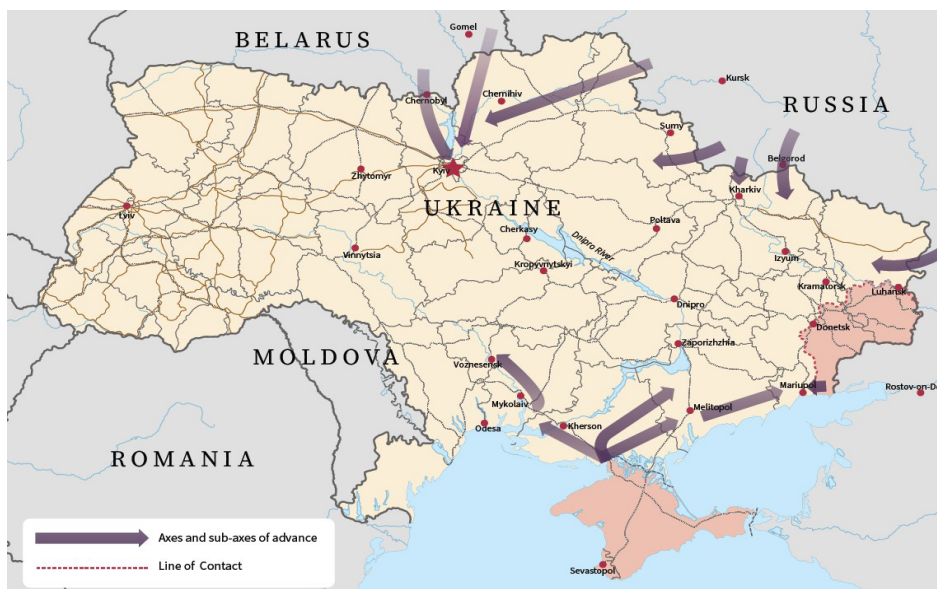 Gomel
BELARUS
Kursk
Chernobyl
Chernihiv
RUSSIA
Sumy
Belgorod
Zhytomyr
Kyiv
Kharkiv
Lviv
UKRAINE
Poltava
Cherkasy
Dnipro River
Vinnytsia
Izyum
Kropyvnytskyi
Kramatorsk
Luhansk
Dnipro
Donetsk
Zaporizhzhia
MOLDOVA
Voznesensk
Mariupol
Rostov-on-Do
Mykolaiv
Melitopol
Odesa
Kherson
ROMANIA
Axes and sub-axes of advance
Line of Contact
Sevastopol